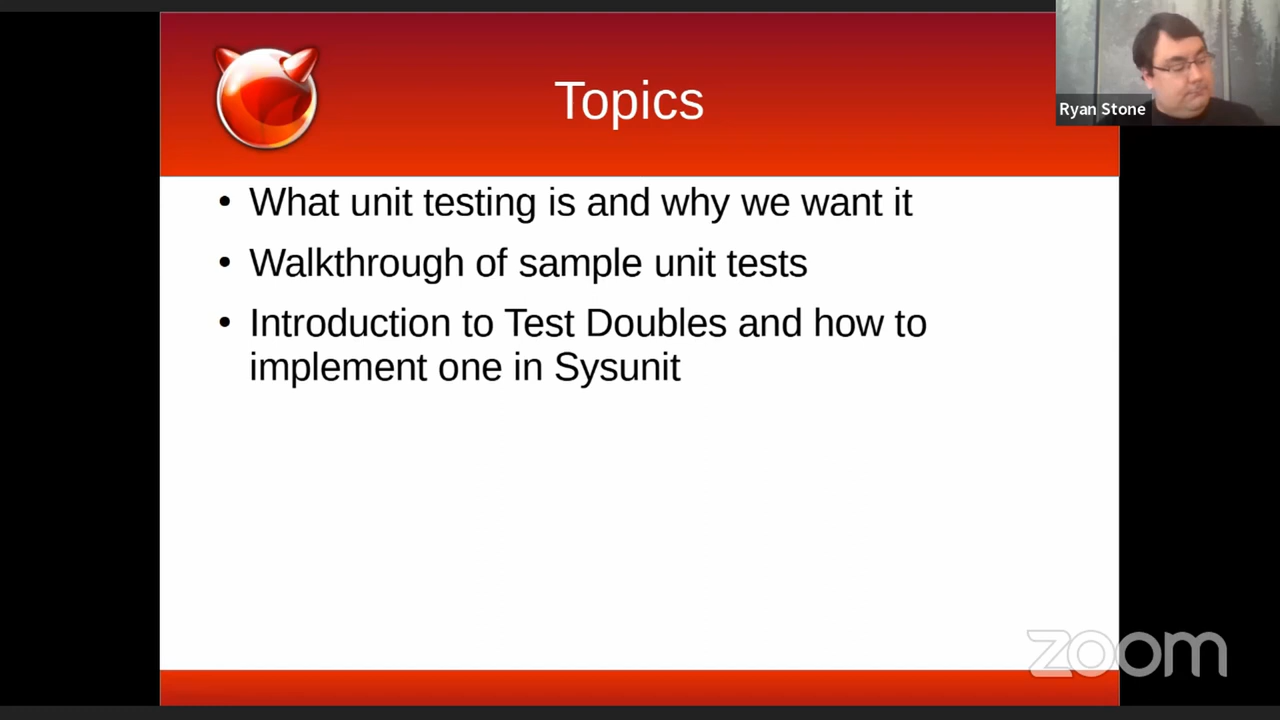 Topics
Ryan Stone
• What unit testing is and why we want it
• Walkthrough of sample unit tests
• Introduction to Test Doubles and how to
implement one in Sysunit
zoom